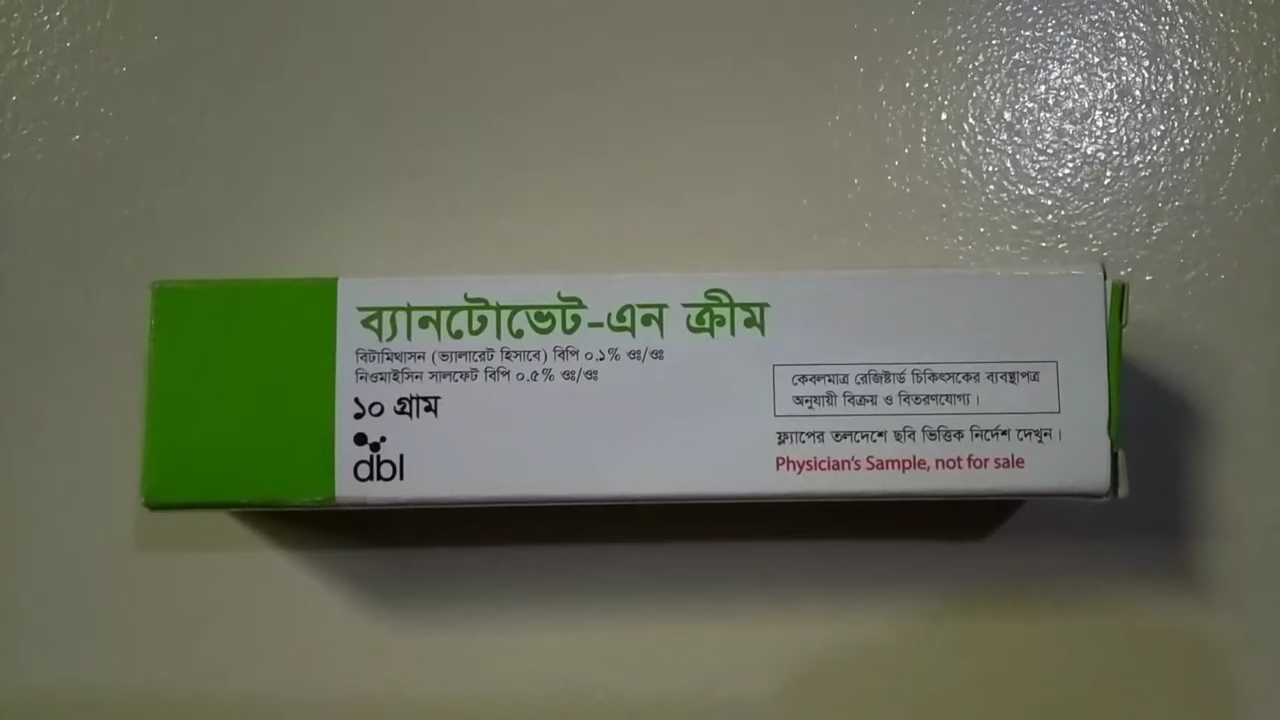 ব্যানটোভেট-এন ক্রীম
বিটামিথাসন (ভ্যালারেট হিসাবে) বিপি ০.১% ওঃ/ওঃ
নিওমাইসিন সালফেট বিপি ০.৫% ওঃ/ওঃ
১০ গ্রাম
dbl
কেবলমাত্র রেজিষ্টার্ড চিকিৎসকের ব্যবস্থাপত্র
অনুযায়ী বিক্রয় ও বিতরণযোগ্য।
ফ্ল্যাপের তলদেশে ছবি ভিত্তিক নির্দেশ দেখুন।
Physician's Sample, not for sale